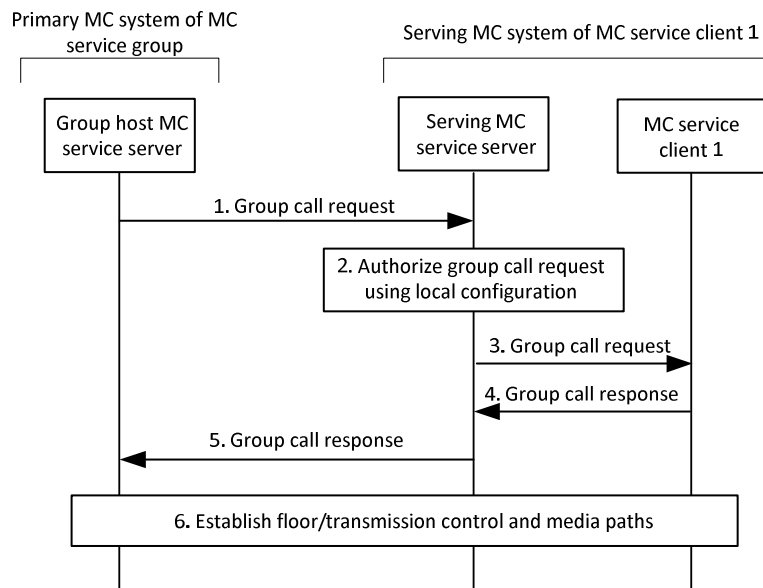 Primary MC system of MC
service group
Serving MC system of MC service client 1
Group host MC
service server
Serving MC
service server
MC service
client 1
1. Group call request
2. Authorize group call request
using local configuration
3. Group call request
4. Group call response
5. Group call response
6. Establish floor/transmission control and media paths